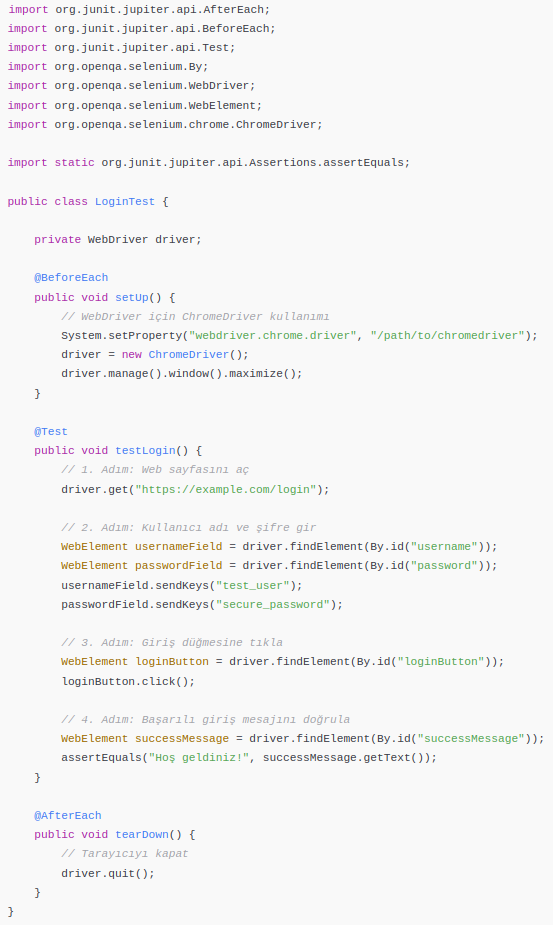 import org.junit.jupiter.api.AfterEach;
import org.junit.jupiter.api.BeforeEach;
import org.junit.jupiter.api.Test;
import org.openqa.selenium.By;
import org.openqa.selenium.WebDriver;
import org.openqa.selenium.WebElement;
import org.openqa.selenium.chrome.ChromeDriver;

import static org.junit.jupiter.api.Assertions.assertEquals;

public class LoginTest {

    private WebDriver driver;

    @BeforeEach
    public void setUp() {
        // WebDriver için ChromeDriver kullanımı
        System.setProperty("webdriver.chrome.driver", "/path/to/chromedriver");
        driver = new ChromeDriver();
        driver.manage().window().maximize();
    }

    @Test
    public void testLogin() {
        // 1. Adım: Web sayfasını aç
        driver.get("https://example.com/login");

        // 2. Adım: Kullanıcı adı ve şifre gir
        WebElement usernameField = driver.findElement(By.id("username"));
        WebElement passwordField = driver.findElement(By.id("password"));
        usernameField.sendKeys("test_user");
        passwordField.sendKeys("secure_password");

        // 3. Adım: Giriş düğmesine tıkla
        WebElement loginButton = driver.findElement(By.id("loginButton"));
        loginButton.click();

        // 4. Adım: Başarılı giriş mesajını doğrula
        WebElement successMessage = driver.findElement(By.id("successMessage"));
        assertEquals("Hoş geldiniz!", successMessage.getText());
    }

    @AfterEach
    public void tearDown() {
        // Tarayıcıyı kapat
        driver.quit();
    }
}